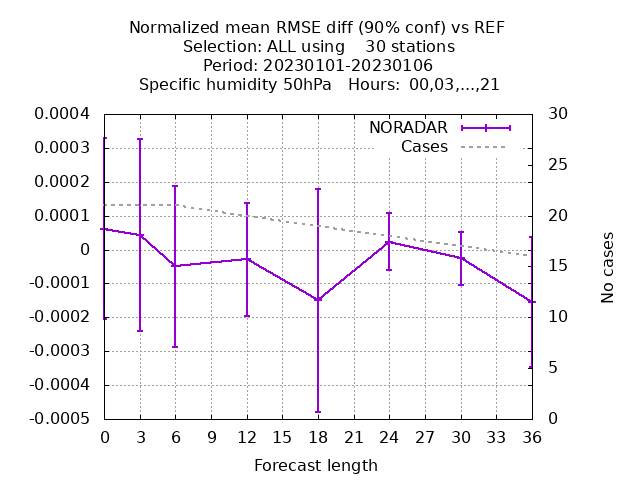 Normalized mean RMSE diff (90% conf) vs REF
Selection: ALL using    30 stations
Period: 20230101-20230106
Specific humidity 50hPa   Hours: 00,03,...,21
0.0004
0.0003
0.0002
0.0001
0
-0.0001
-0.0002
-0.0003
-0.0004
-0.0005
30
25
20
15
10
5
0
NORADAR
Cases
No cases
0 3 6 9 12 15 18 21 24 27 30 33 36
Forecast length